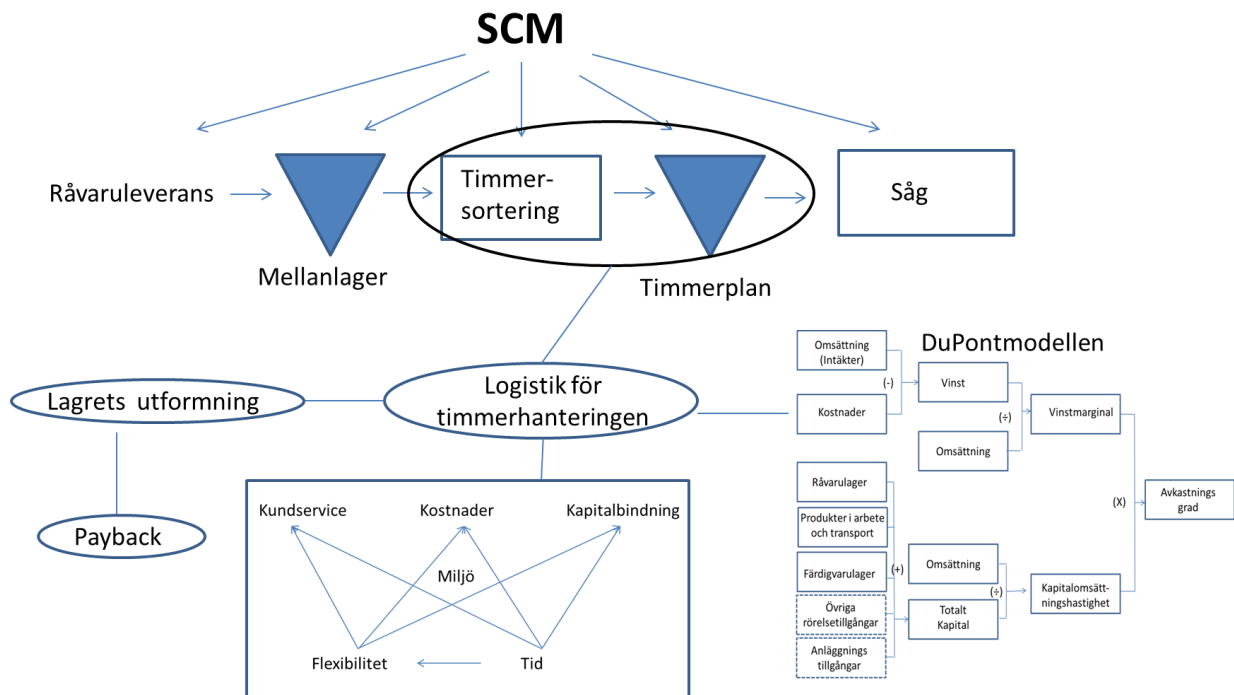 SCM
Råvaruleverans
Timmer-
sortering
Såg
Mellanlager
Timmerplan
Lagrets utformning
Logistik för
timmerhanteringen
Payback
Kundservice
Kostnader
Kapitalbindning
Miljö
Flexibilitet
Tid
DuPontmodellen
Omsättning
(Intäkter)
(-)
Vinst
Kostnader
(÷)
Vinstmarginal
Omsättning
Råvarulager
(X)
Avkastnings
grad
Produkter i arbete
och transport
Färdigvarulager
(+)
Omsättning
(÷)
Kapitalomsätt-
ningshastighet
Övriga
rörelsetillgångar
Totalt
Kapital
Anläggnings
tillgångar